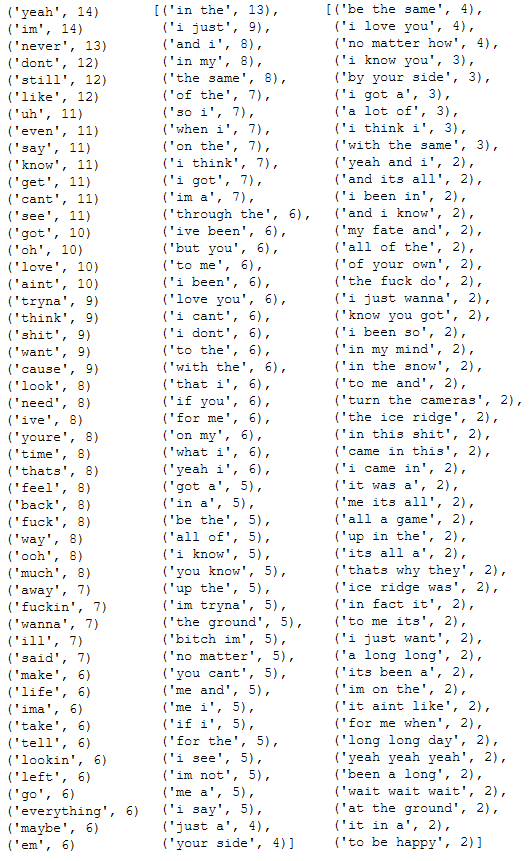 ('yeah', 14) [('in the', 13), [('be the same', 4),
('im', 14) ('i just', 9), ('i love you', 4),
('never', 13) ('and i', 8), ('no matter how', 4),
('dont', 12) ('in my', 8), ('i know you', 3),
('still', 12) ('the same', 8), ('by your side', 3),
('like', 12) ('of the', 7), ('i got a', 3),
('uh', 11) ('so i', 7), ('a lot of', 3),
('even', 11) ('when i', 7), ('i think i', 3),
('say', 11) ('on the', 7), ('with the same', 3),
('know', 11) ('i think', 7), ('yeah and i', 2),
('get', 11) ('i got', 7), ('and its all', 2),
('cant', 11) ('im a', 7), ('i been in', 2),
('see', 11) ('through the', 6), ('and i know', 2),
('got', 10) ('ive been', 6), ('my fate and', 2),
('oh', 10) ('but you', 6), ('all of the', 2),
('love', 10) ('to me', 6), ('of your own', 2),
('aint', 10) ('i been', 6), ('the fuck do', 2),
('tryna', 9) ('love you', 6), ('i just wanna', 2),
('think', 9) ('i cant', 6), ('know you got', 2),
('shit', 9) ('i dont', 6), ('i been so', 2),
('want', 9) ('to the', 6), ('in my mind', 2),
('cause', 9) ('with the', 6), ('in the snow', 2),
('look', 8) ('that i', 6), ('to me and', 2),
('need', 8) ('if you', 6), ('turn the cameras', 2),
('ive', 8) ('for me', 6), ('the ice ridge', 2),
('youre', 8) ('on my', 6), ('in this shit', 2),
('time', 8) ('what i', 6), ('came in this', 2),
('thats', 8) ('yeah i', 6), ('i came in', 2),
('feel', 8) ('got a', 5), ('it was a', 2),
('back', 8) ('in a', 5), ('me its all', 2),
('fuck', 8) ('be the', 5), ('all a game', 2),
('way', 8) ('all of', 5), ('up in the', 2),
('ooh', 8) ('i know', 5), ('its all a', 2),
('much', 8) ('you know', 5), ('thats why they', 2),
('away', 7) ('up the', 5), ('ice ridge was', 2),
('fuckin', 7) ('im tryna', 5), ('in fact it', 2),
('wanna', 7) ('the ground', 5), ('to me its', 2),
('ill', 7) ('bitch im', 5), ('i just want', 2),
('said', 7) ('no matter', 5), ('a long long', 2),
('make', 6) ('you cant', 5), ('its been a', 2),
('life', 6) ('me and', 5), ('im on the', 2),
('ima', 6) ('me i', 5), ('it aint like', 2),
('take', 6) ('if i', 5), ('for me when', 2),
('tell', 6) ('for the', 5), ('long long day', 2),
('lookin', 6) ('i see', 5), ('yeah yeah yeah', 2),
('left', 6) ('im not', 5), ('been a long', 2),
('go', 6) ('me a', 5), ('wait wait wait', 2),
('everything', 6) ('i say', 5), ('at the ground', 2),
('maybe', 6) ('just a', 4), ('it in a', 2),
('em', 6) ('your side', 4)] ('to be happy', 2)]